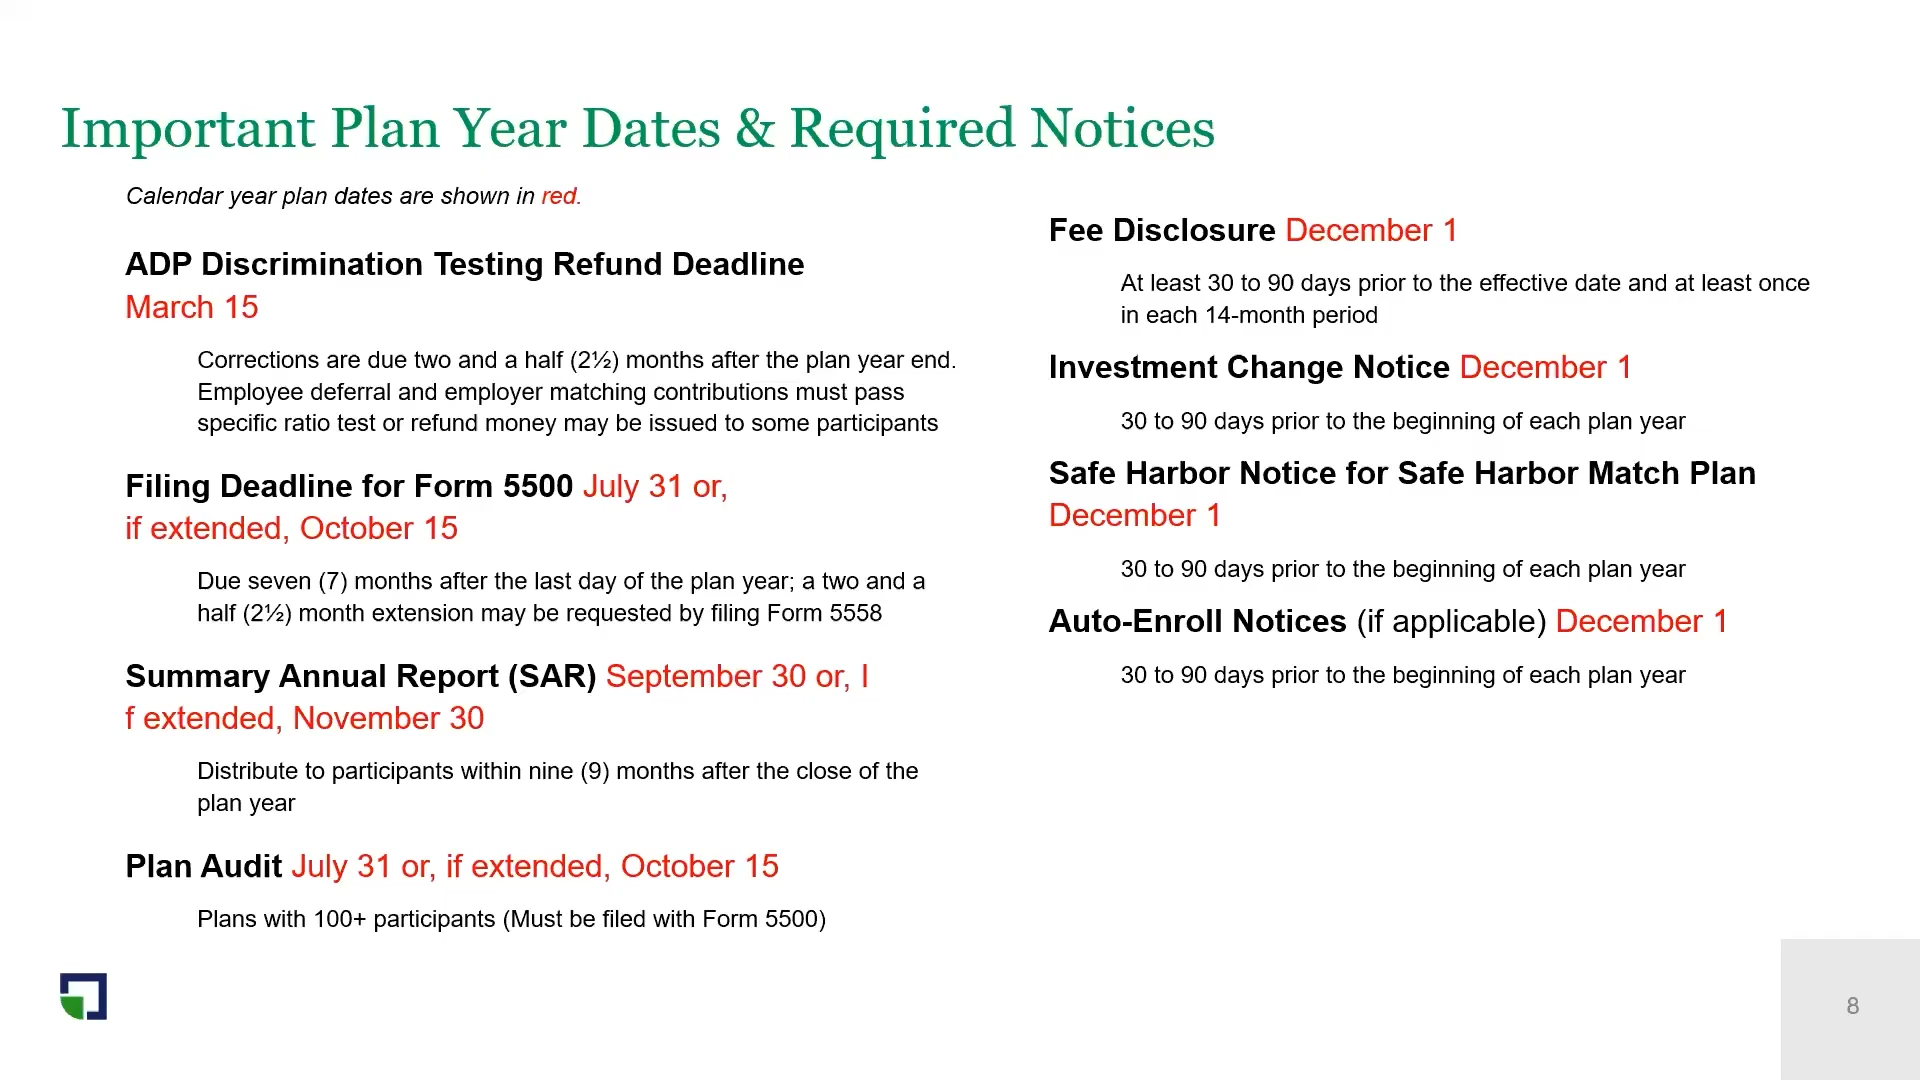 Important Plan Year Dates & Required Notices
Calendar year plan dates are shown in red.
ADP Discrimination Testing Refund Deadline
March 15
Corrections are due two and a half (2½) months after the plan year end.
Employee deferral and employer matching contributions must pass
specific ratio test or refund money may be issued to some participants
Filing Deadline for Form 5500 July 31 or,
if extended, October 15
Due seven (7) months after the last day of the plan year; a two and a
half (2½) month extension may be requested by filing Form 5558
Summary Annual Report (SAR) September 30 or, I
f extended, November 30
Distribute to participants within nine (9) months after the close of the
plan year
Plan Audit July 31 or, if extended, October 15
Plans with 100+ participants (Must be filed with Form 5500)
Fee Disclosure December 1
At least 30 to 90 days prior to the effective date and at least once
in each 14-month period
Investment Change Notice December 1
30 to 90 days prior to the beginning of each plan year
Safe Harbor Notice for Safe Harbor Match Plan
December 1
30 to 90 days prior to the beginning of each plan year
Auto-Enroll Notices (if applicable) December 1
30 to 90 days prior to the beginning of each plan year
8